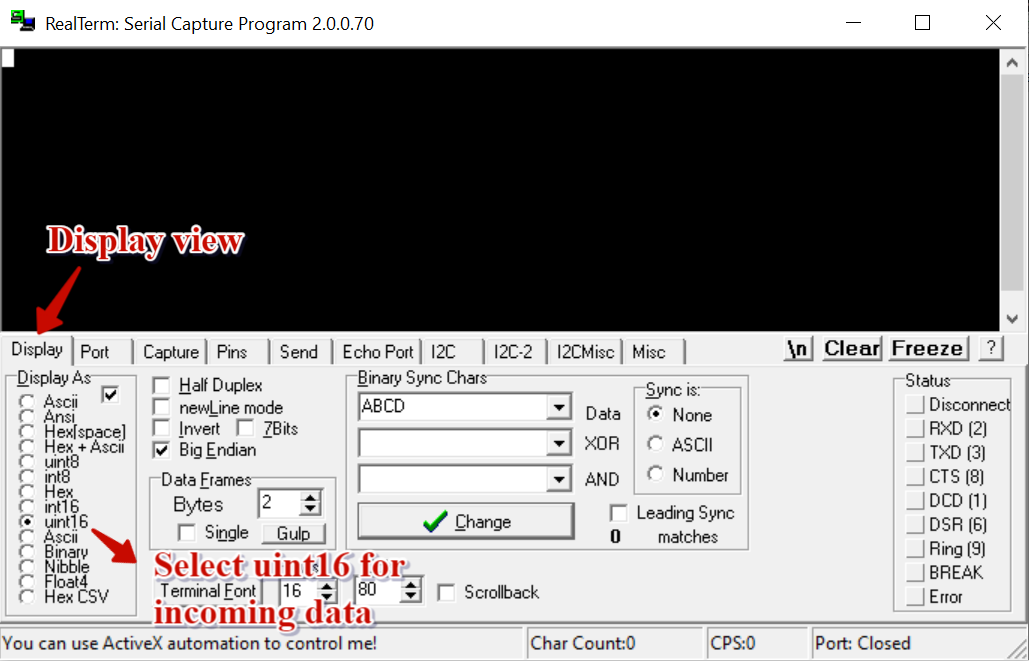 RealTerm: Serial Capture Program 2.0.0.70
Display view
Display Port Capture Pins Send Echo Port I2C I2C-2 I2CMisc Misc \n Clear Freeze ?
Display As
Ascii
Ansi
Hex[space]
Hex + Ascii
uint8
int8
Hex
int16
uint16
Ascii
Binary
Nibble
Float4
Hex CSV
Half Duplex
newLine mode
Invert 7Bits
Big Endian
Data Frames
Bytes 2
Single Gulp
Binary Sync Chars
ABCD Data
XOR
AND
Change
Sync is:
None
ASCII
Number
Leading Sync
0 matches
Status
Disconnect
RXD (2)
TXD (3)
CTS (8)
DCD (1)
DSR (6)
Ring (9)
BREAK
Error
Select uint16 for
incoming data
Terminal Font 16 80 Scrollback
You can use ActiveX automation to control me! Char Count:0 CPS:0 Port: Closed